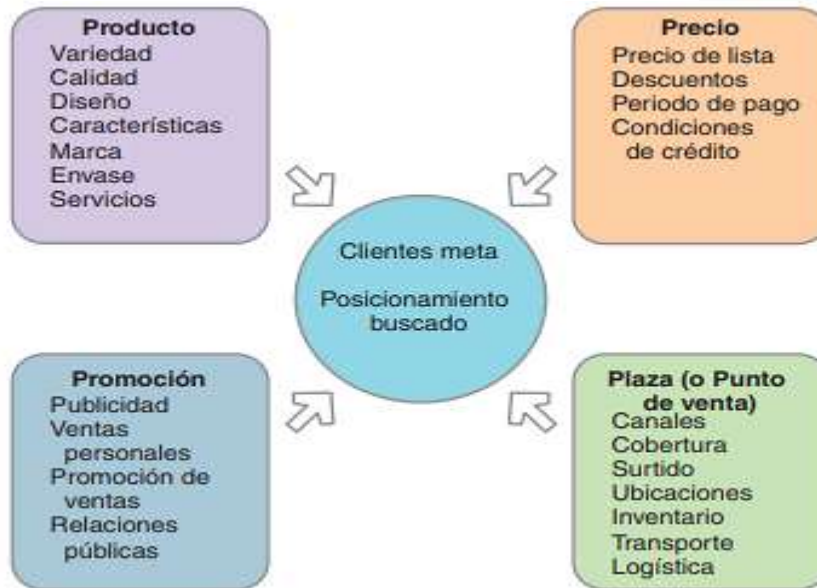 Producto
Variedad
Calidad
Diseño
Características
Marca
Envase
Servicios
Precio
Precio de lista
Descuentos
Periodo de pago
Condiciones
de crédito
Clientes meta
Posicionamiento
buscado
Promoción
Publicidad
Ventas
personales
Promoción de
ventas
Relaciones
públicas
Plaza (o Punto
de venta)
Canales
Cobertura
Surtido
Ubicaciones
Inventario
Transporte
Logística